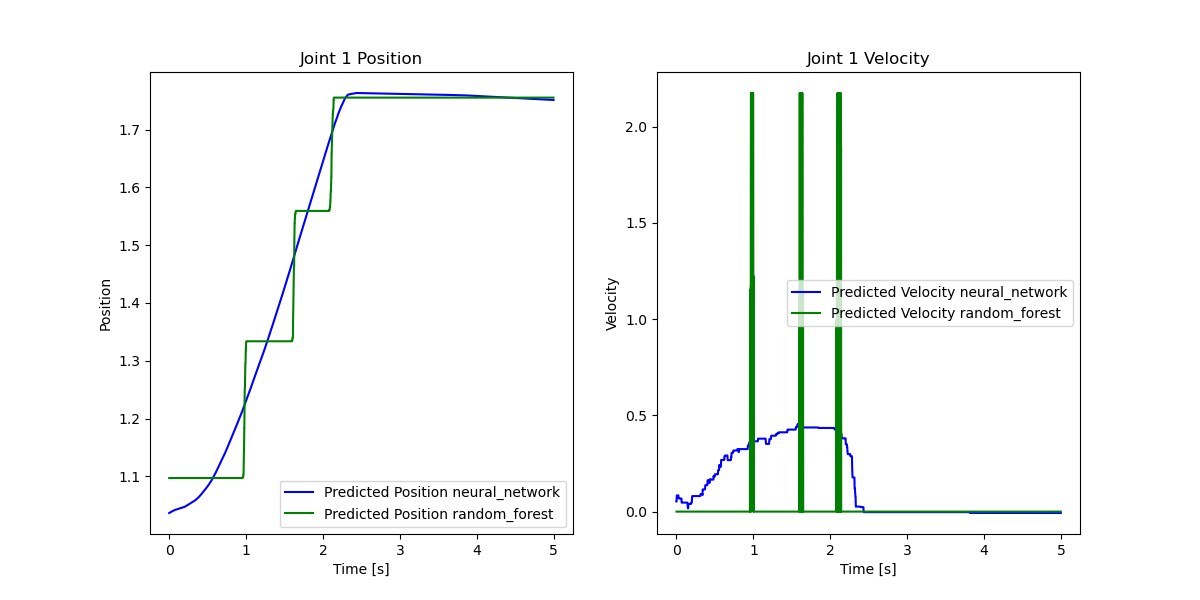 Joint 1 Position
Position
1.7
1.6
1.5
1.4
1.3
1.2
1.1
Predicted Position neural_network
Predicted Position random_forest
0 1 2 3 4 5
Time [s]
Joint 1 Velocity
Velocity
2.0
1.5
1.0
0.5
0.0
Predicted Velocity neural_network
Predicted Velocity random_forest
0 1 2 3 4 5
Time [s]